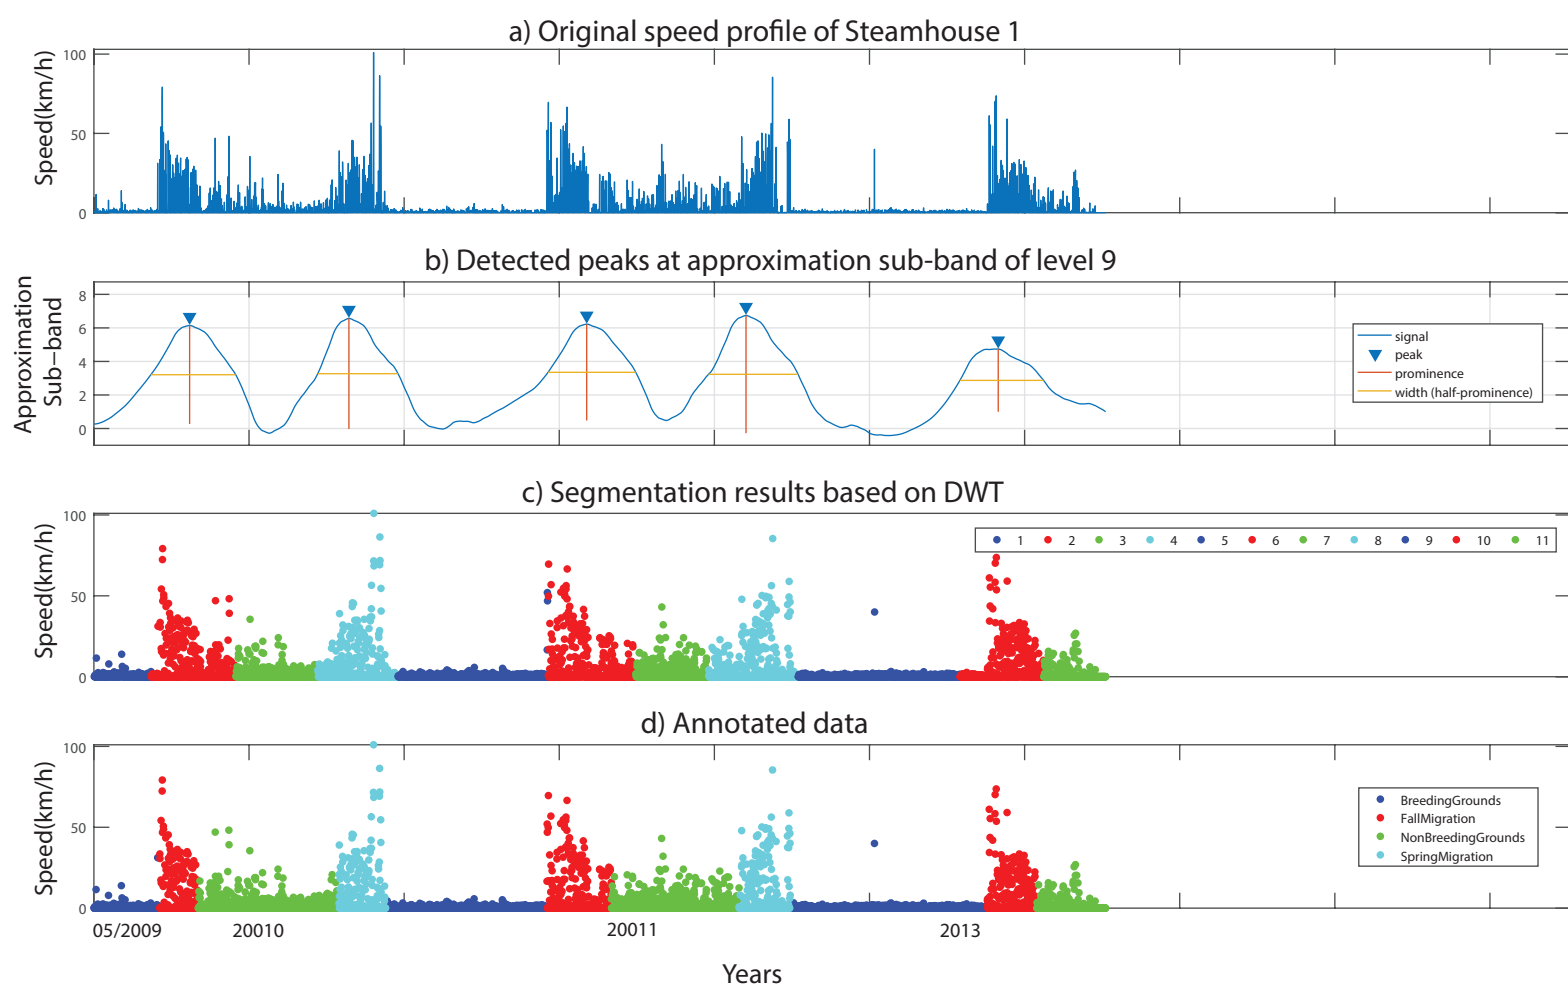 a) Original speed profile of Steamhouse 1
Speed(km/h)
100
50
0
b) Detected peaks at approximation sub-band of level 9
Approximation
Sub−band
8
6
4
2
0
signal
peak
prominence
width (half-prominence)
c) Segmentation results based on DWT
Speed(km/h)
100
50
0
1 2 3 4 5 6 7 8 9 10 11
d) Annotated data
Speed(km/h)
100
50
0
BreedingGrounds
FallMigration
NonBreedingGrounds
SpringMigration
05/2009 20010 20011 2013
Years